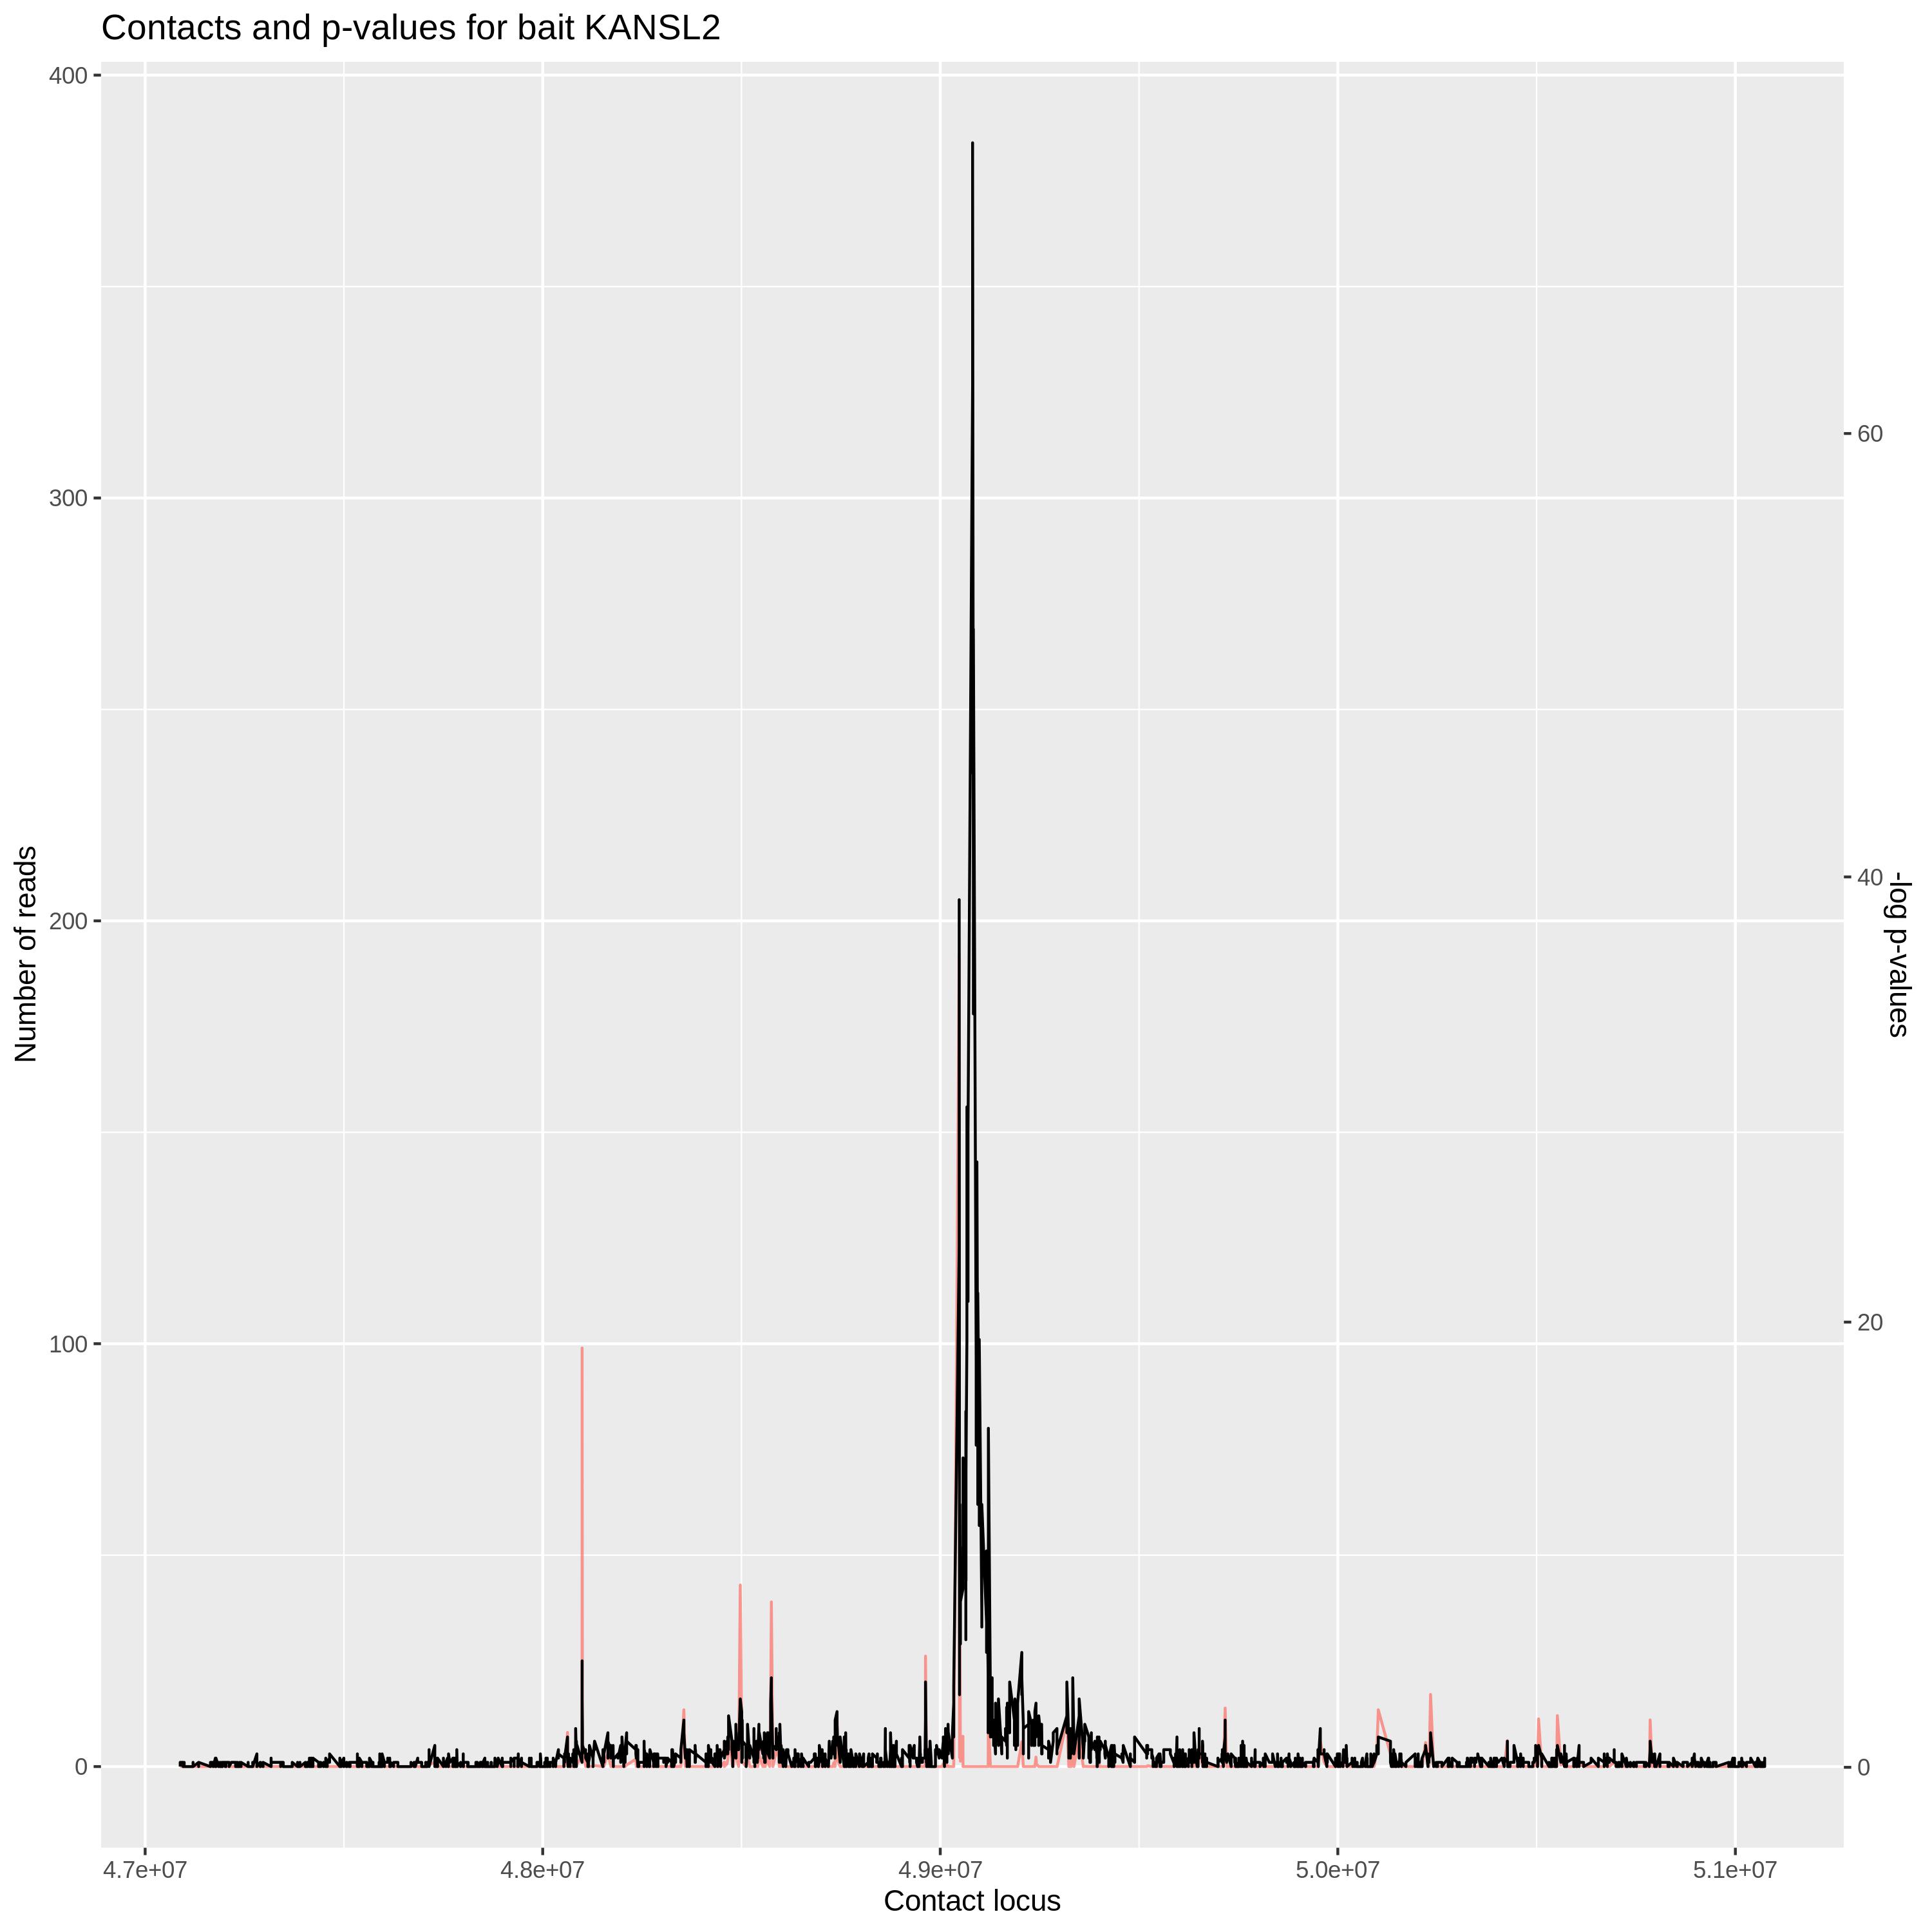 Contacts and p-values for bait KANSL2
400
300
200
100
0
Number of reads
60
40
20
0
-log p-values
4.7e+07
4.8e+07
4.9e+07
5.0e+07
5.1e+07
Contact locus